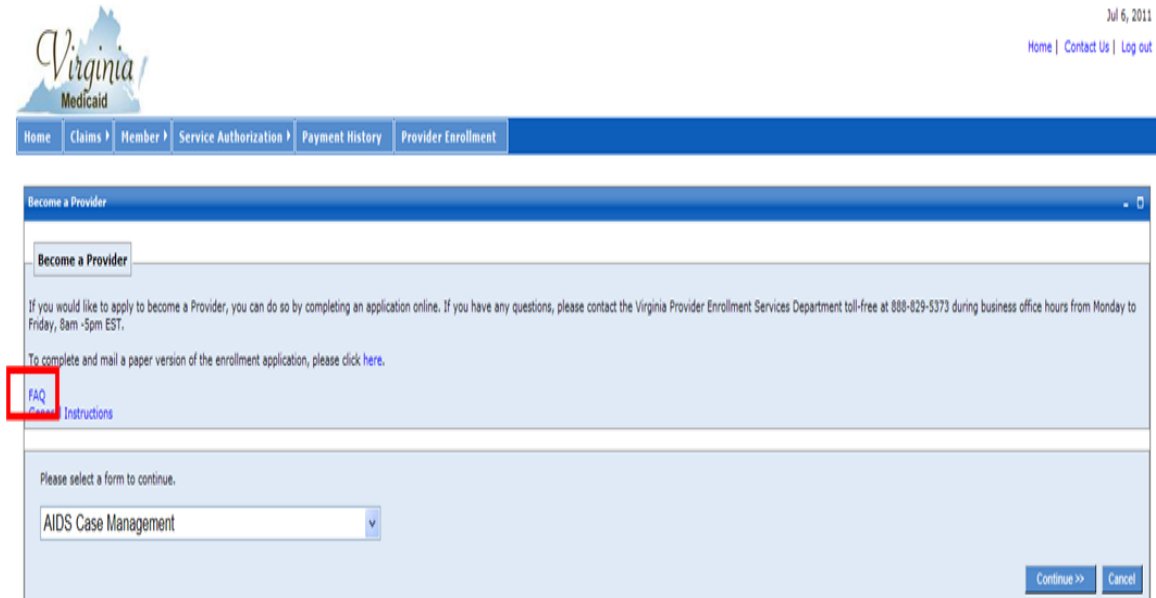 Jul 6, 2011
Virginia
Medicaid
Home | Contact Us | Log out
Home Claims Member Service Authorization Payment History Provider Enrollment
Become a Provider
Become a Provider
If you would like to apply to become a Provider, you can do so by completing an application online. If you have any questions, please contact the Virginia Provider Enrollment Services Department toll-free at 888-829-5373 during business office hours from Monday to
Friday, 8am -5pm EST.
To complete and mail a paper version of the enrollment application, please click here.
FAQ
General Instructions
Please select a form to continue.
AIDS Case Management
Continue >> Cancel